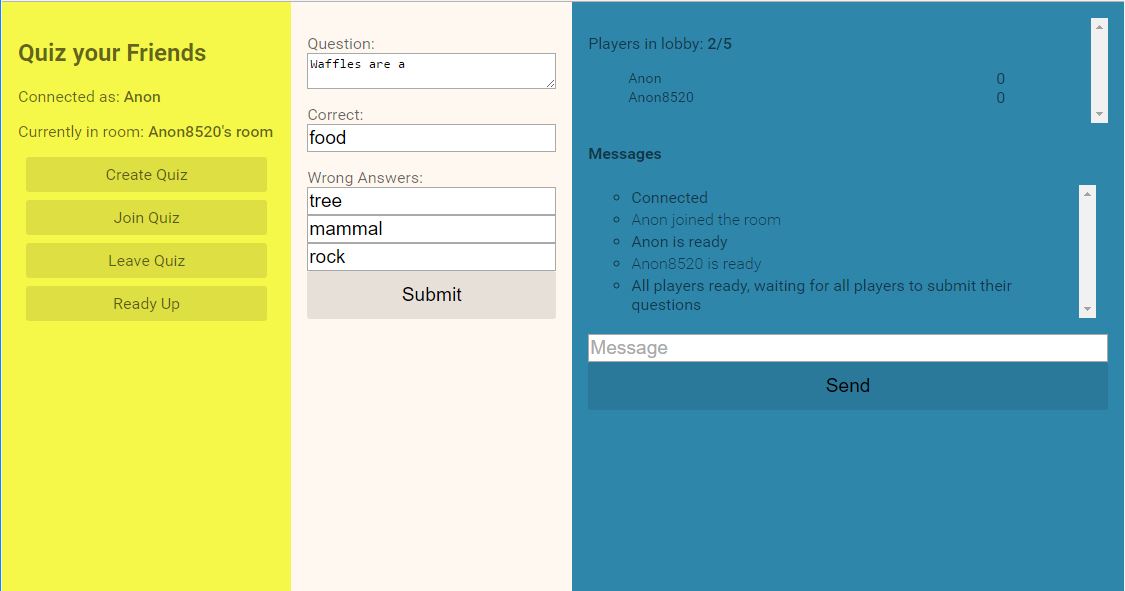 Quiz your Friends
Connected as: Anon
Currently in room: Anon8520's room
Create Quiz
Join Quiz
Leave Quiz
Ready Up
Question:
Waffles are a
Correct:
food
Wrong Answers:
tree
mammal
rock
Submit
Players in lobby: 2/5
Anon 0
Anon8520 0
Messages
Connected
Anon joined the room
Anon is ready
Anon8520 is ready
All players ready, waiting for all players to submit their
questions
Message
Send